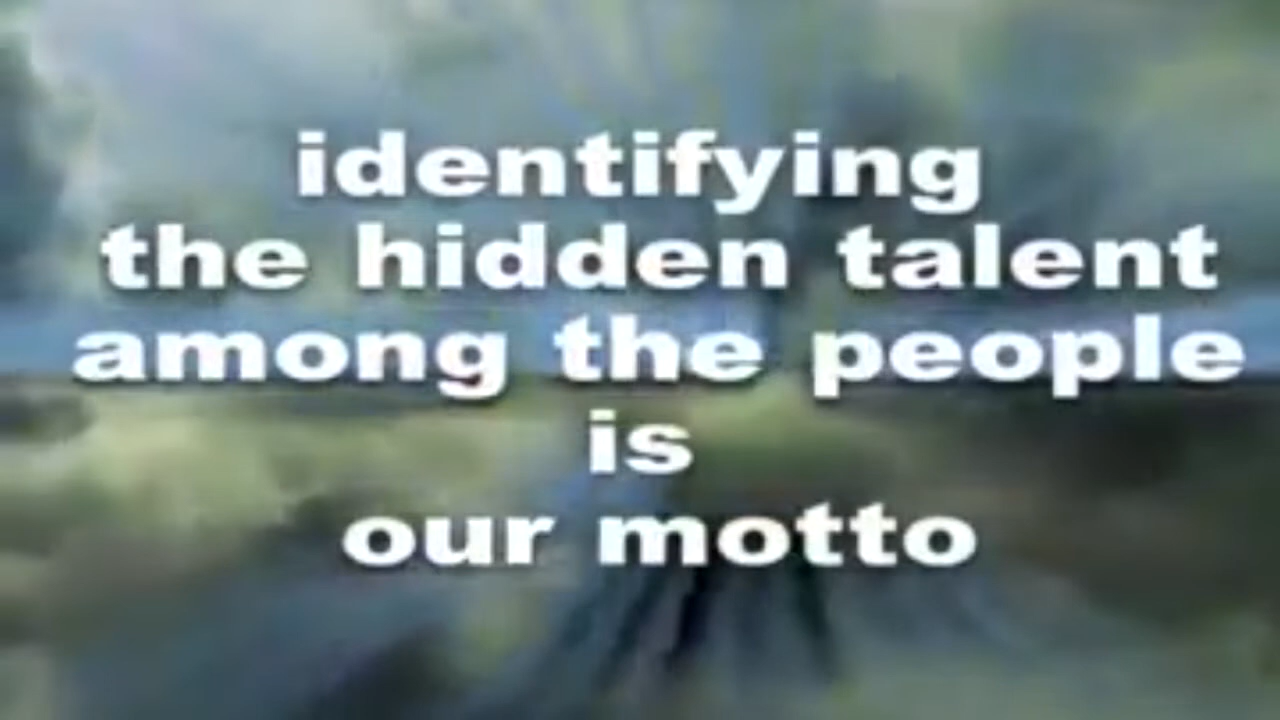 identifying
the hidden talent
among the people
is
our motto